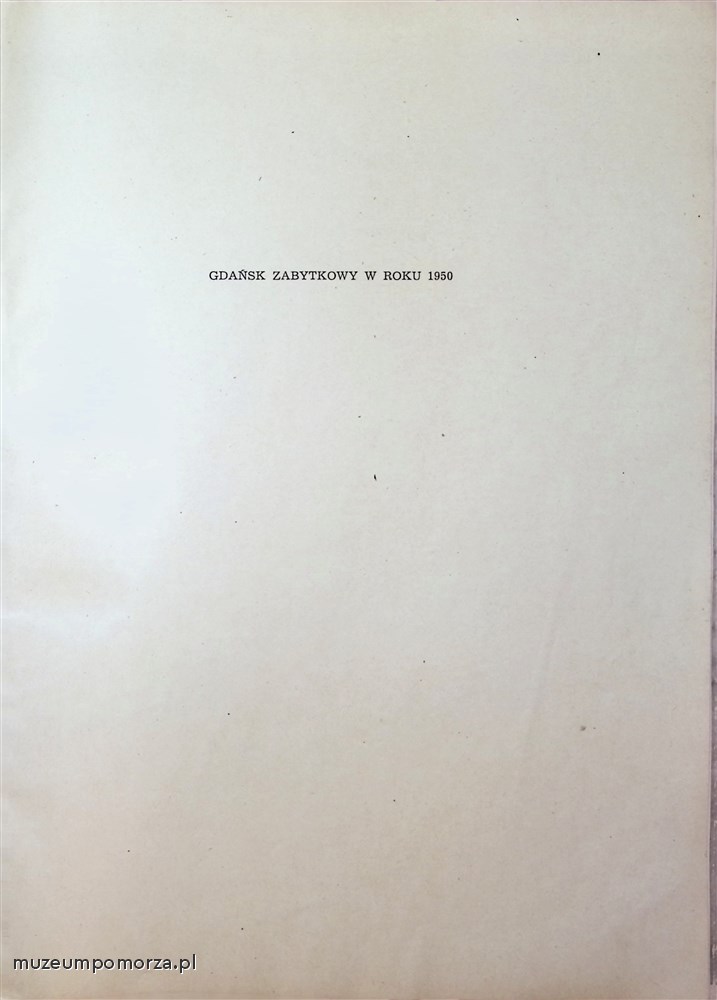 GDAŃSK ZABYTKOWY W ROKU 1950
muzeumpomorza.pl